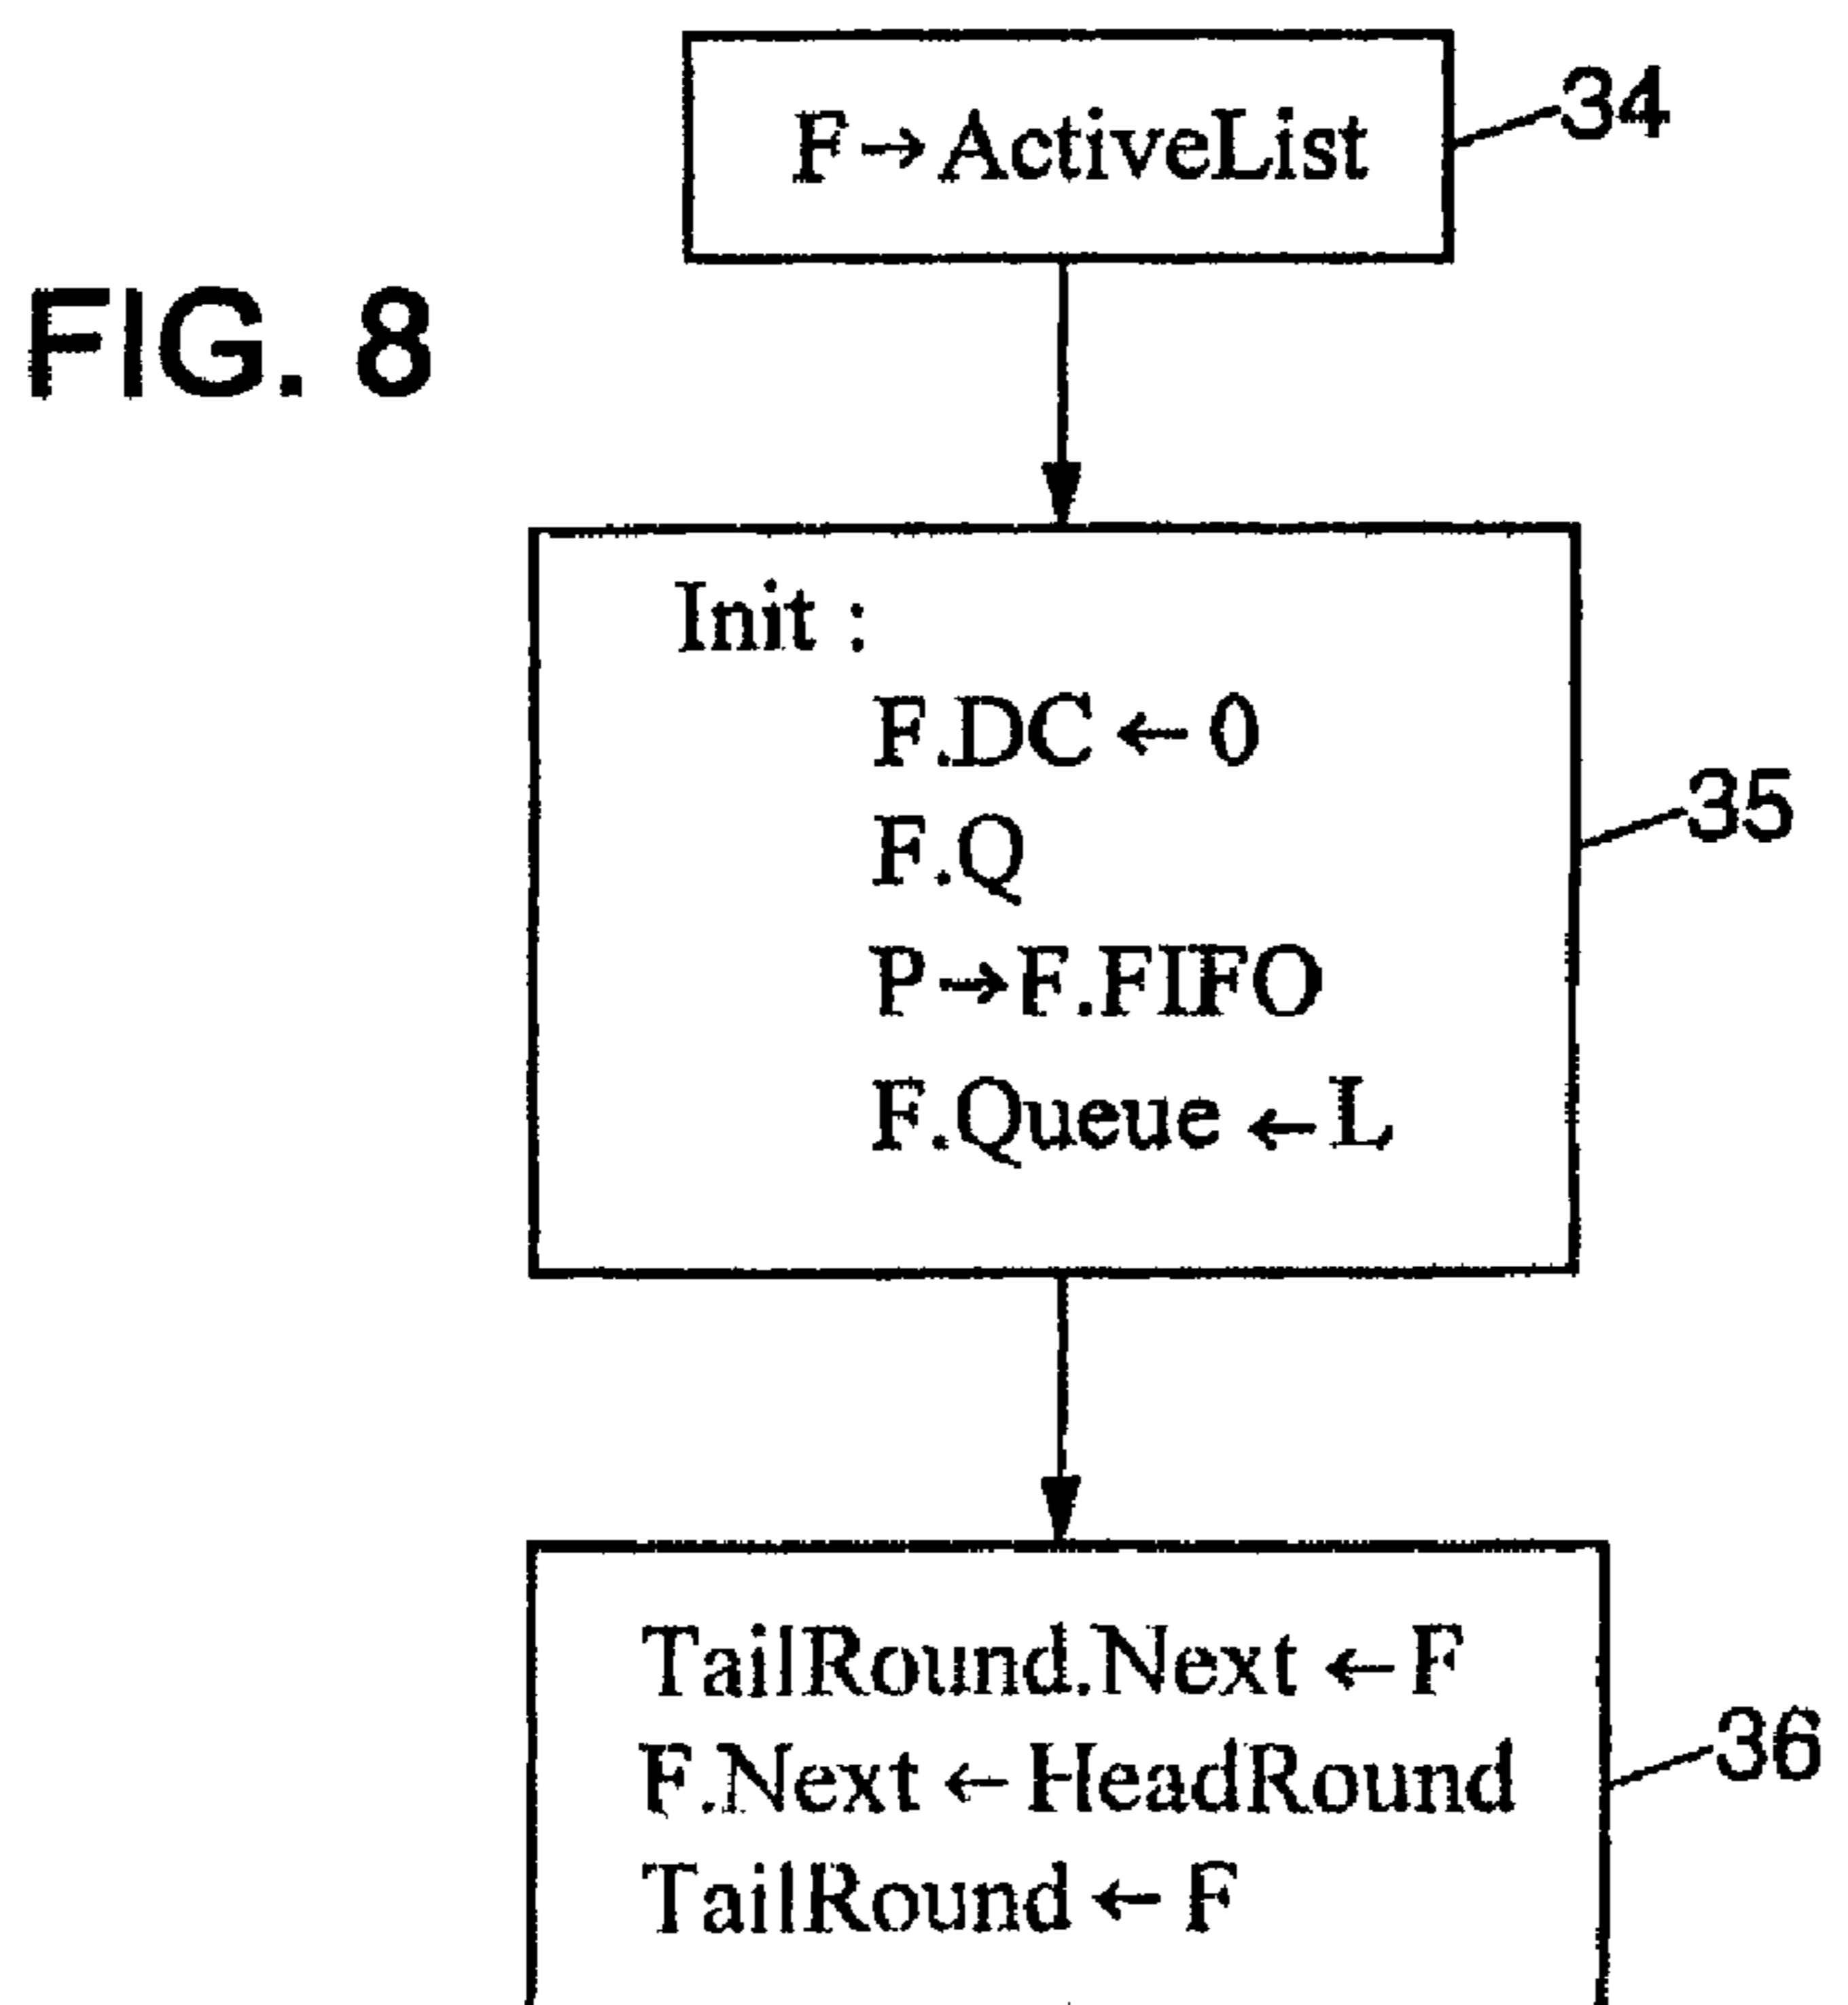 F→ActiveList
34
FIG. 8
Init :
F.DC ← 0
F.Q
P→F.FIFO
F.Queue ← L
35
TailRound.Next ← F
F.Next ← HeadRound
TailRound ← F
36